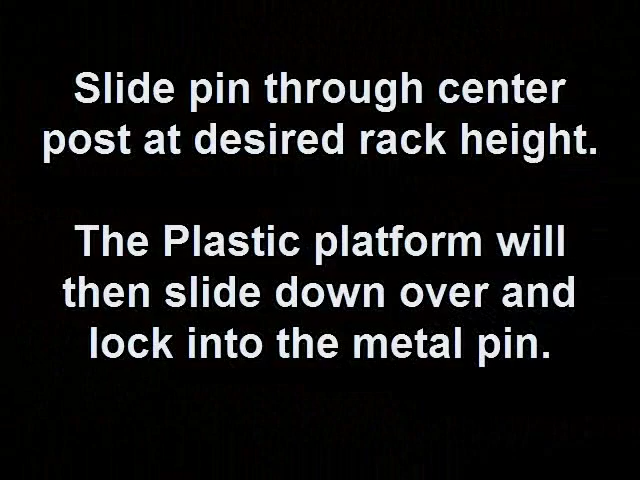 Slide pin through center
post at desired rack height.
The Plastic platform will
then slide down over and
lock into the metal pin.